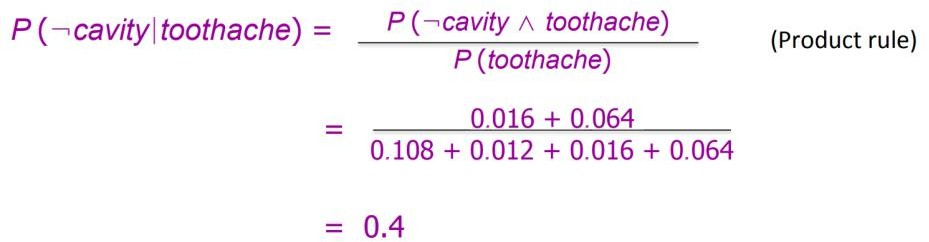 P(¬cavity|toothache) = P(¬cavity ∧ toothache) / P(toothache) (Product rule)
= 0.016 + 0.064 / 0.108 + 0.012 + 0.016 + 0.064
= 0.4